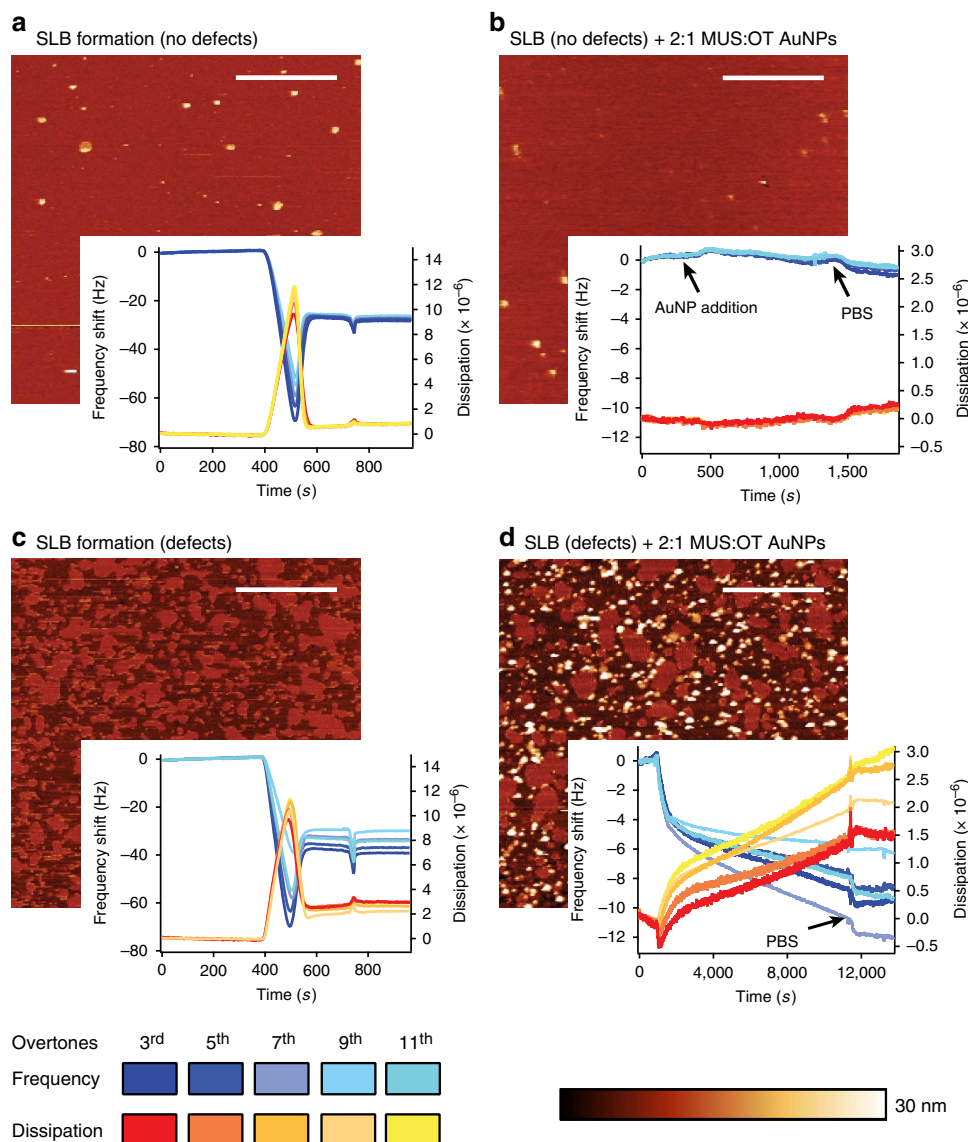 a
SLB formation (no defects)
0
−20
−40
−60
−80
Frequency shift (Hz)
14
12
10
8
6
4
2
0
Dissipation (× 10⁻⁶)
0 200 400 600 800
Time (s)
b
SLB (no defects) + 2:1 MUS:OT AuNPs
0
−2
−4
−6
−8
−10
−12
Frequency shift (Hz)
AuNP addition
PBS
3.0
2.5
2.0
1.5
1.0
0.5
0.0
−0.5
Dissipation (× 10⁻⁶)
0 500 1,000 1,500
Time (s)
c
SLB formation (defects)
0
−20
−40
−60
−80
Frequency shift (Hz)
14
12
10
8
6
4
2
0
Dissipation (× 10⁻⁶)
0 200 400 600 800
Time (s)
d
SLB (defects) + 2:1 MUS:OT AuNPs
0
−2
−4
−6
−8
−10
−12
Frequency shift (Hz)
PBS
3.0
2.5
2.0
1.5
1.0
0.5
0.0
−0.5
Dissipation (× 10⁻⁶)
0 4,000 8,000 12,000
Time (s)
Overtones 3rd 5th 7th 9th 11th
Frequency
Dissipation
30 nm